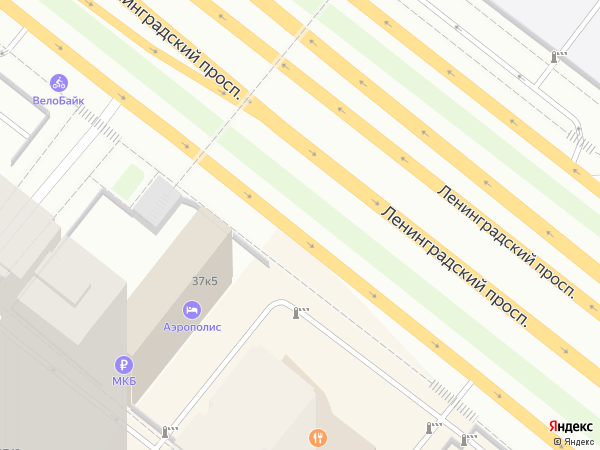 Ленинградский просп.
ВелоБайк
Ленинградский просп.
Ленинградский просп.
37к5
Аэрополис
МКБ
Яндекс
© Яндекс